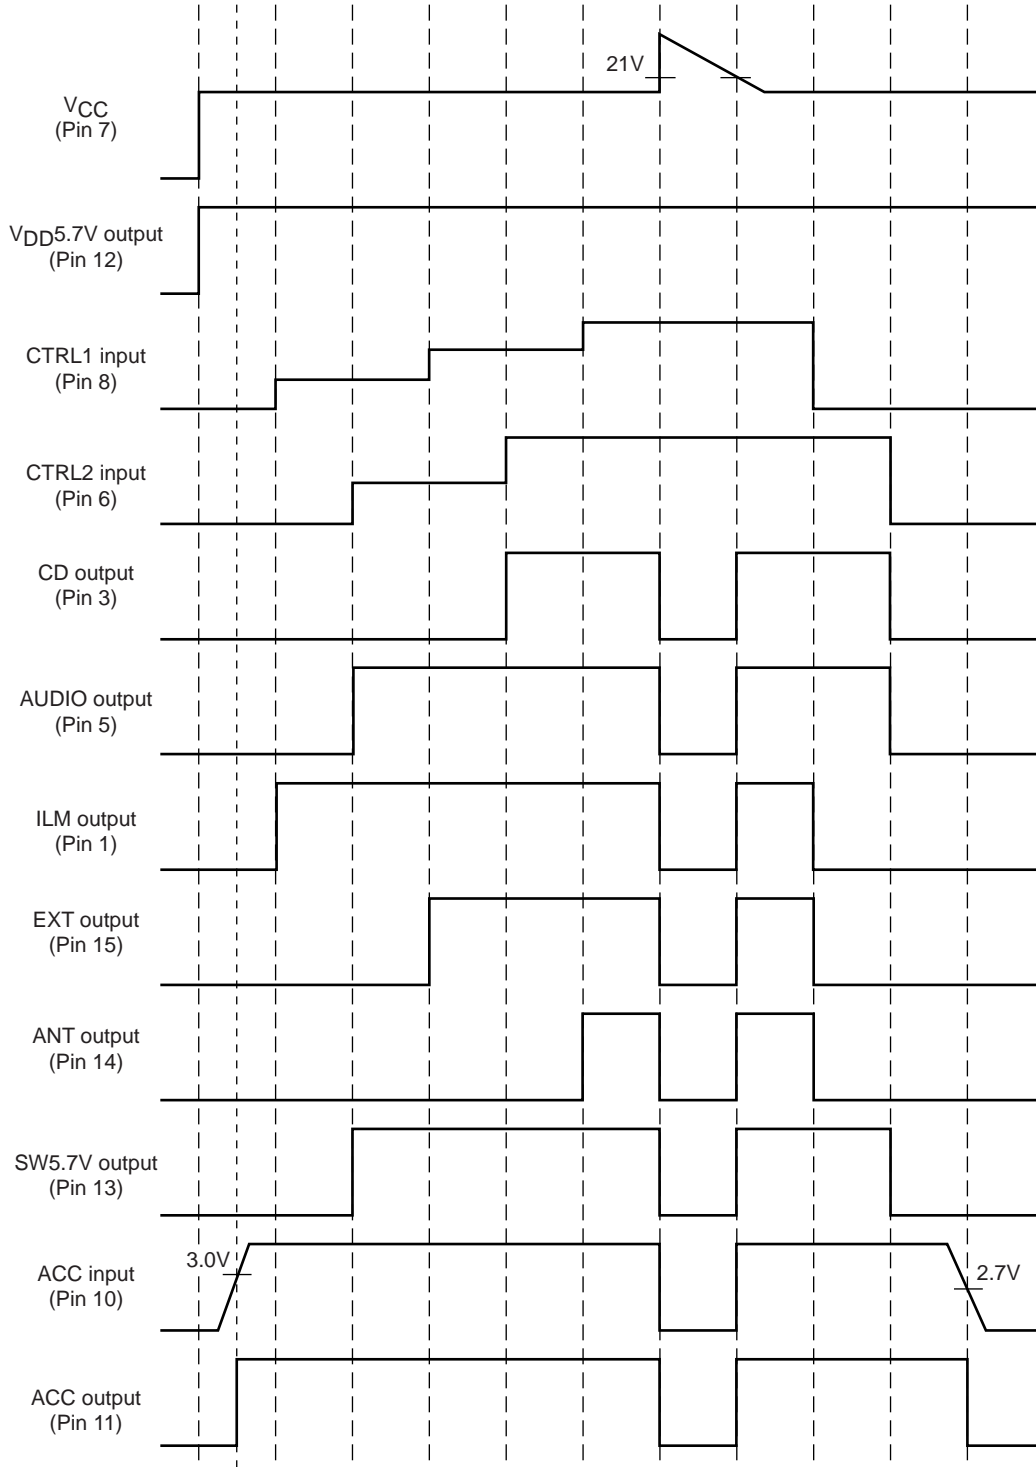 21V
VCC
(Pin 7)
VDD5.7V output
(Pin 12)
CTRL1 input
(Pin 8)
CTRL2 input
(Pin 6)
CD output
(Pin 3)
AUDIO output
(Pin 5)
ILM output
(Pin 1)
EXT output
(Pin 15)
ANT output
(Pin 14)
SW5.7V output
(Pin 13)
3.0V
ACC input
(Pin 10)
2.7V
ACC output
(Pin 11)